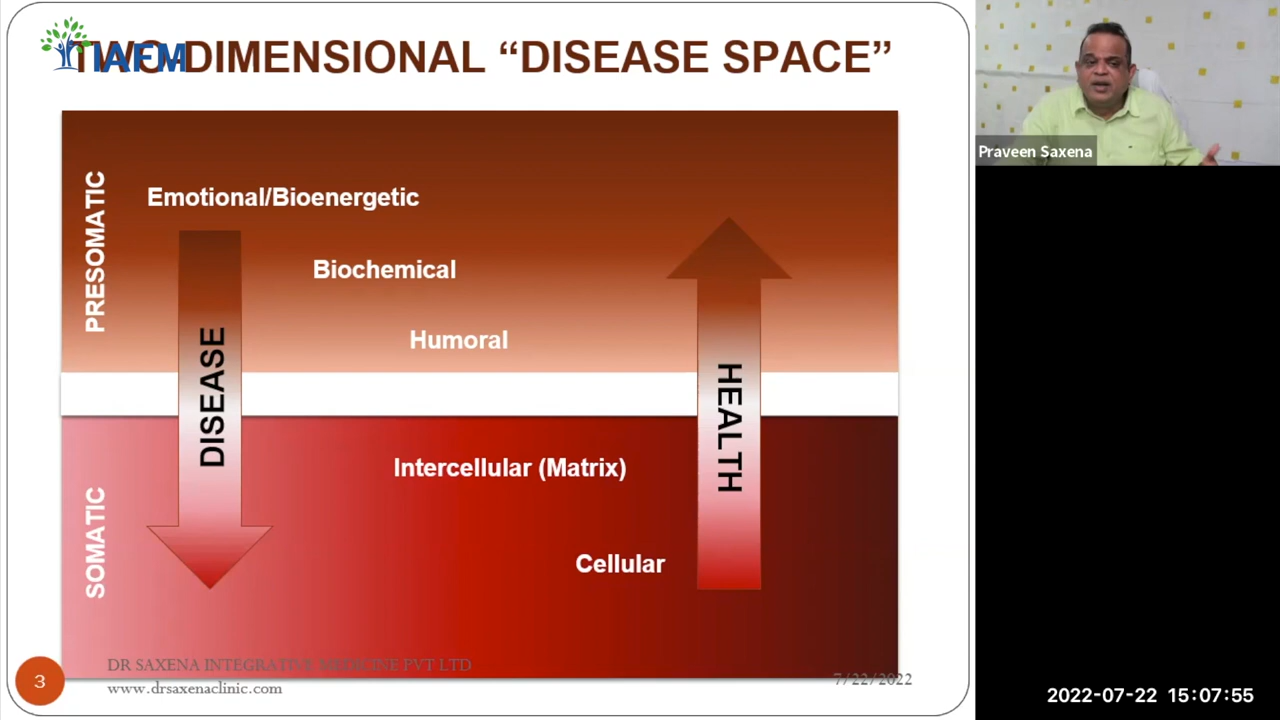 IAFM
TWO-DIMENSIONAL “DISEASE SPACE”
PRESOMATIC
Emotional/Bioenergetic
Biochemical
Humoral
DISEASE
HEALTH
SOMATIC
Intercellular (Matrix)
Cellular
DR SAXENA INTEGRATIVE MEDICINE PVT LTD
www.drsaxenaclinic.com
7/22/2022
3
Praveen Saxena
2022-07-22 15:07:55